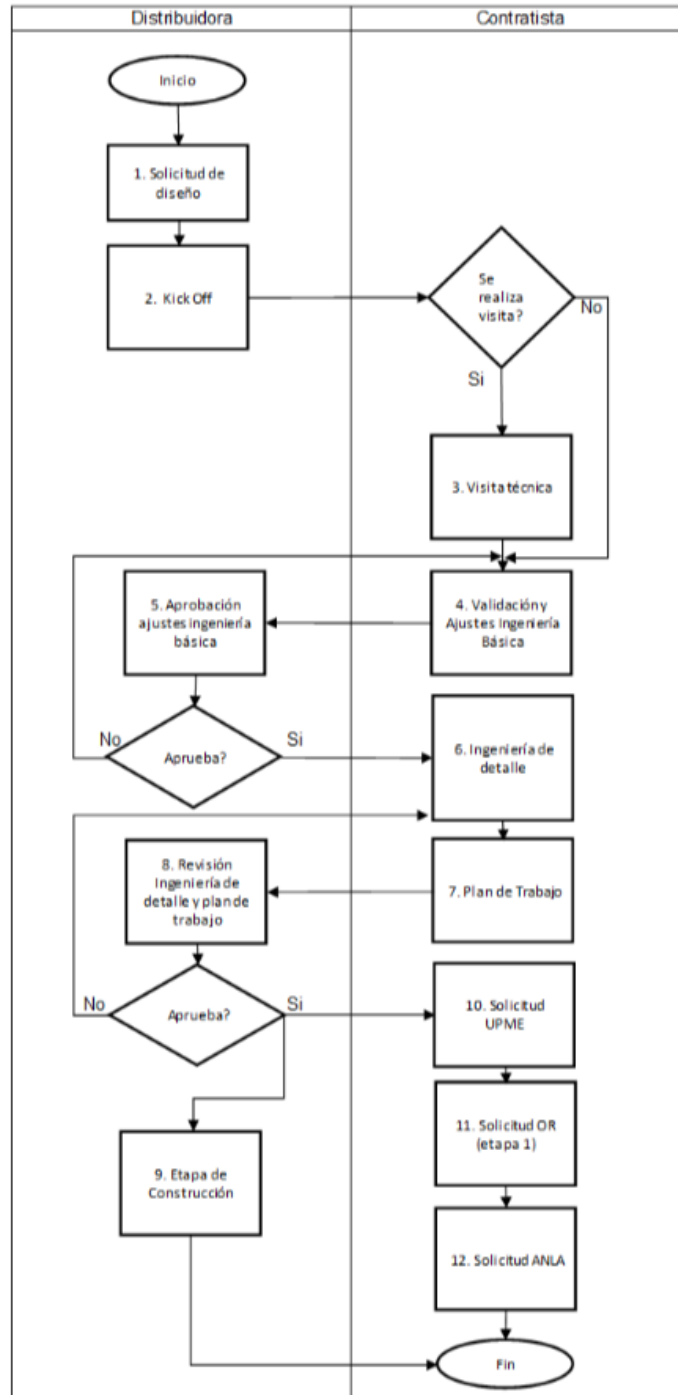 Distribuidora
Contratista
Inicio
1. Solicitud de
diseño
2. Kick Off
Se
realiza
visita?
No
Si
3. Visita técnica
5. Aprobación
ajustes ingeniería
básica
4. Validación y
Ajustes Ingeniería
Básica
No
Aprueba?
Si
6. Ingeniería de
detalle
8. Revisión
Ingeniería de
detalle y plan de
trabajo
7. Plan de Trabajo
No
Aprueba?
Si
10. Solicitud
UPME
9. Etapa de
Construcción
11. Solicitud OR
(etapa 1)
12. Solicitud ANLA
Fin